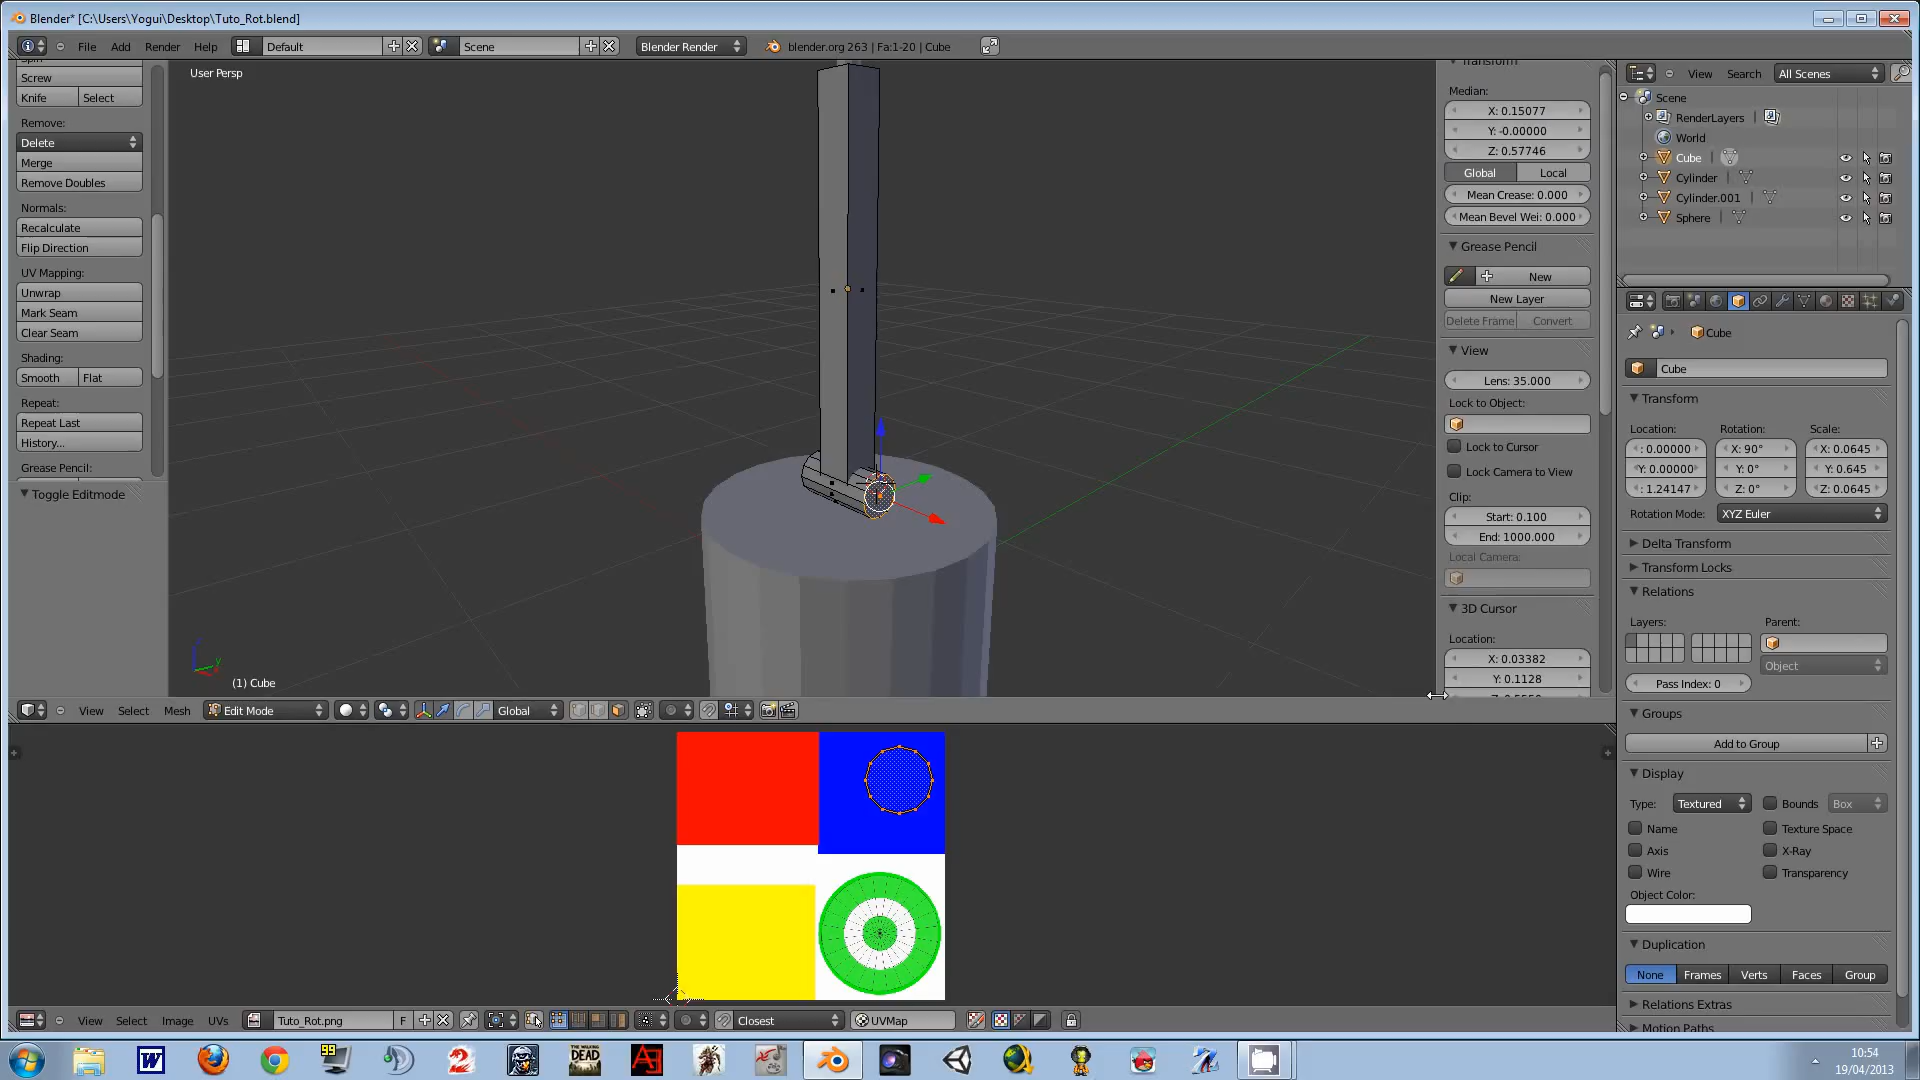 Blender* [C:\Users\Yogui\Desktop\Tuto_Rot.blend]
File Add Render Help Default Scene Blender Render blender.org 263 | Fa:1-20 | Cube
Screw
Knife Select
Remove:
Delete
Merge
Remove Doubles
Normals:
Recalculate
Flip Direction
UV Mapping:
Unwrap
Mark Seam
Clear Seam
Shading:
Smooth Flat
Repeat:
Repeat Last
History...
Grease Pencil:
Toggle Editmode
User Persp
(1) Cube
Transform
Median:
X: 0.15077
Y: -0.00000
Z: 0.57746
Global Local
Mean Crease: 0.000
Mean Bevel Wei: 0.000
Grease Pencil
New
New Layer
Delete Frame Convert
View
Lens: 35.000
Lock to Object:
Lock to Cursor
Lock Camera to View
Clip:
Start: 0.100
End: 1000.000
Local Camera:
3D Cursor
Location:
X: 0.03382
Y: 0.1128
View Search All Scenes
Scene
RenderLayers
World
Cube
Cylinder
Cylinder.001
Sphere
Cube
Cube
Transform
Location: Rotation: Scale:
: 0.00000 X: 90° X: 0.0645
Y: 0.00000 Y: 0° Y: 0.645
: 1.24147 Z: 0° Z: 0.0645
Rotation Mode: XYZ Euler
Delta Transform
Transform Locks
Relations
Layers: Parent:
Object
Pass Index: 0
Groups
Add to Group
Display
Type: Textured Bounds Box
Name Texture Space
Axis X-Ray
Wire Transparency
Object Color:
Duplication
None Frames Verts Faces Group
Relations Extras
Motion Paths
View Select Mesh Edit Mode Global
View Select Image UVs Tuto_Rot.png F Closest UVMap
10:54
19/04/2013